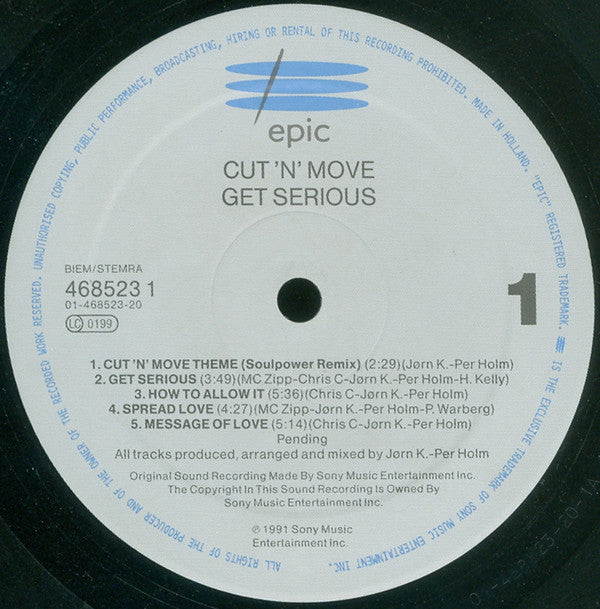 epic
CUT 'N' MOVE
GET SERIOUS
BIEM/STEMRA
468523 1
01-468523-20
LC 0199
1
1. CUT 'N' MOVE THEME (Soulpower Remix) (2:29)(Jørn K.-Per Holm)
2. GET SERIOUS (3:49)(MC Zipp-Chris C-Jørn K.-Per Holm-H. Kelly)
3. HOW TO ALLOW IT (5:36)(Chris C-Jørn K.-Per Holm)
4. SPREAD LOVE (4:27)(MC Zipp-Jørn K.-Per Holm-P. Warberg)
5. MESSAGE OF LOVE (5:14)(Chris C-Jørn K.-Per Holm)
Pending
All tracks produced, arranged and mixed by Jørn K.-Per Holm
Original Sound Recording Made By Sony Music Entertainment Inc.
The Copyright In This Sound Recording Is Owned By
Sony Music Entertainment Inc.
℗ 1991 Sony Music
Entertainment Inc.
ALL RIGHTS OF THE PRODUCER AND OF THE OWNER OF THE RECORDED WORK RESERVED. UNAUTHORISED COPYING, PUBLIC PERFORMANCE, BROADCASTING, HIRING OR RENTAL OF THIS RECORDING PROHIBITED. MADE IN HOLLAND. "EPIC" REGISTERED TRADEMARK. IS THE EXCLUSIVE TRADEMARK OF SONY MUSIC ENTERTAINMENT INC.